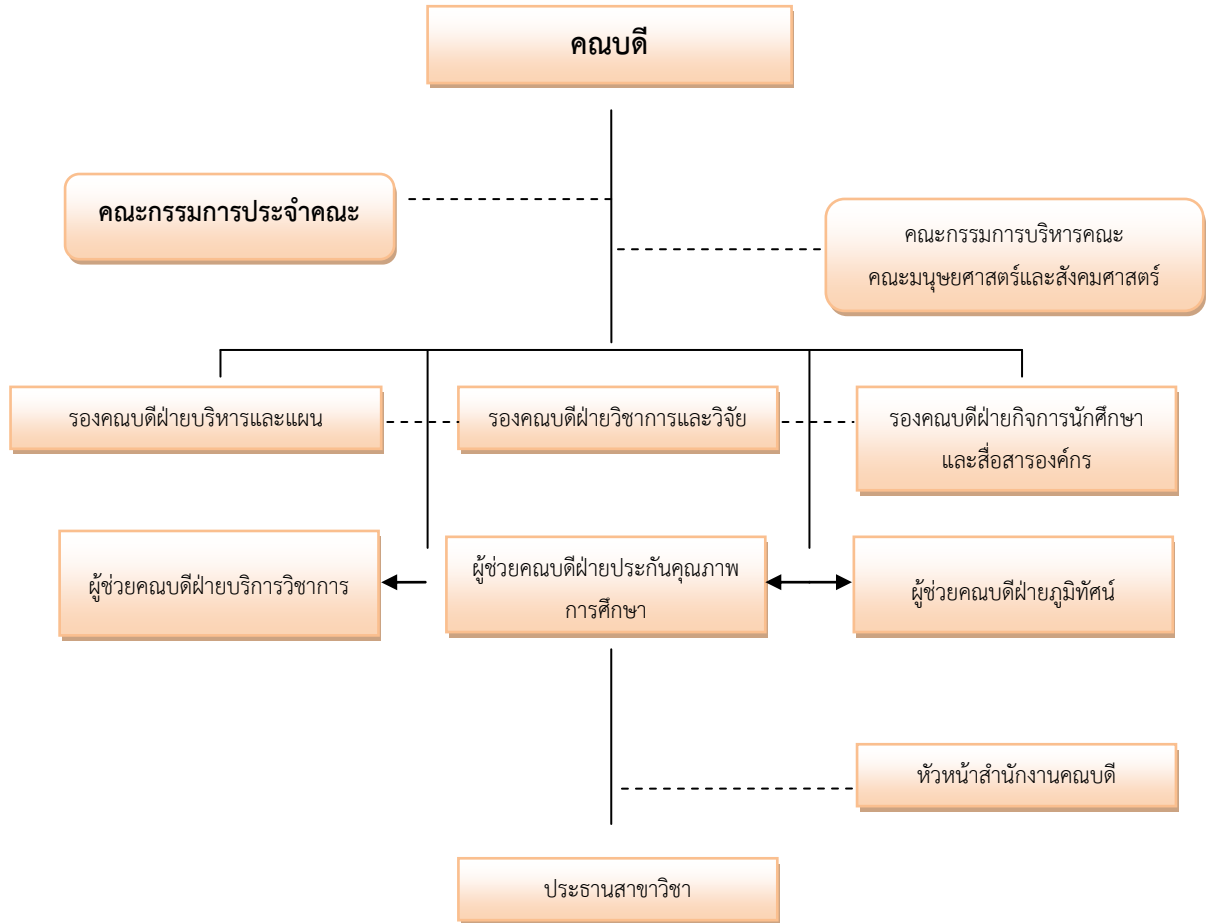 คณบดี
คณะกรรมการประจำคณะ
คณะกรรมการบริหารคณะ
คณะมนุษยศาสตร์และสังคมศาสตร์
รองคณบดีฝ่ายบริหารและแผน
รองคณบดีฝ่ายวิชาการและวิจัย
รองคณบดีฝ่ายกิจการนักศึกษา
และสื่อสารองค์กร
ผู้ช่วยคณบดีฝ่ายบริการวิชาการ
ผู้ช่วยคณบดีฝ่ายประกันคุณภาพ
การศึกษา
ผู้ช่วยคณบดีฝ่ายภูมิทัศน์
หัวหน้าสำนักงานคณบดี
ประธานสาขาวิชา